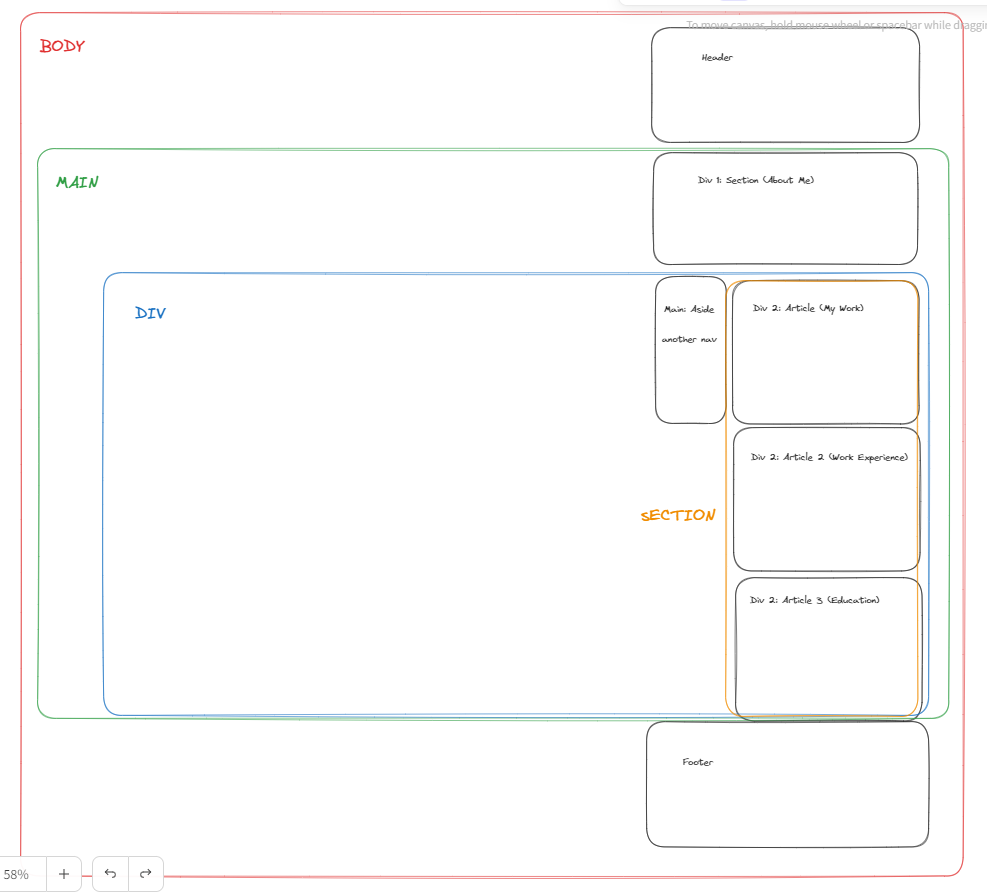 To move canvas, hold mouse wheel or spacebar while draggi
BODY
Header
MAIN
Div 1: Section (About Me)
DIV
Main: Aside
another nav
Div 2: Article (My Work)
Div 2: Article 2 (Work Experience)
SECTION
Div 2: Article 3 (Education)
Footer
58%